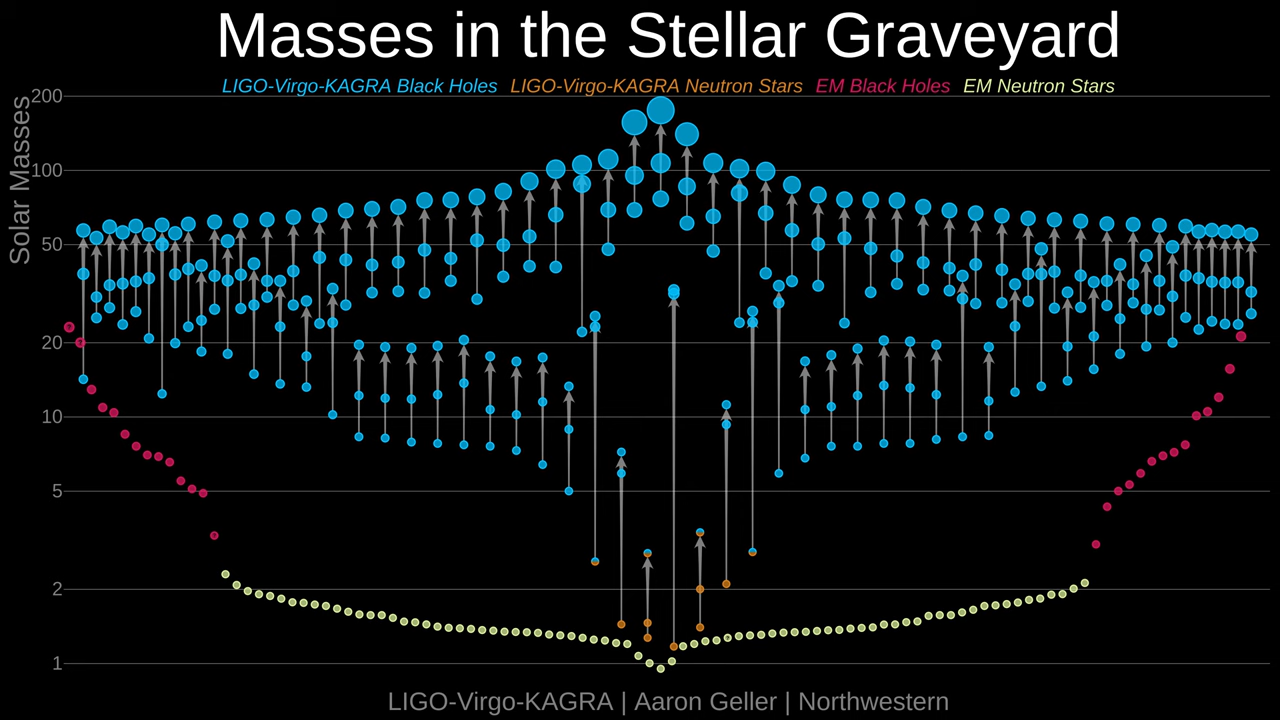 Masses in the Stellar Graveyard
LIGO-Virgo-KAGRA Black Holes LIGO-Virgo-KAGRA Neutron Stars EM Black Holes EM Neutron Stars
Solar Masses
200
100
50
20
10
5
2
1
LIGO-Virgo-KAGRA | Aaron Geller | Northwestern